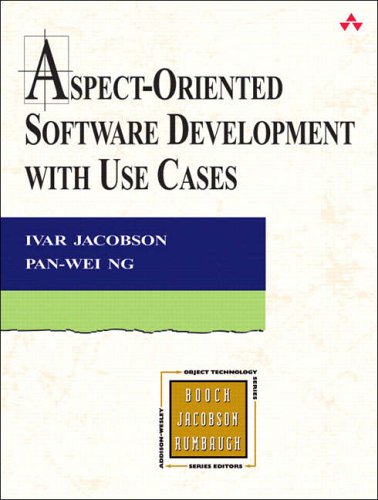 ASPECT-ORIENTED
SOFTWARE DEVELOPMENT
WITH USE CASES
IVAR JACOBSON
PAN-WEI NG
OBJECT TECHNOLOGY
SERIES
ADDISON-WESLEY
BOOCH
JACOBSON
RUMBAUGH
SERIES EDITORS